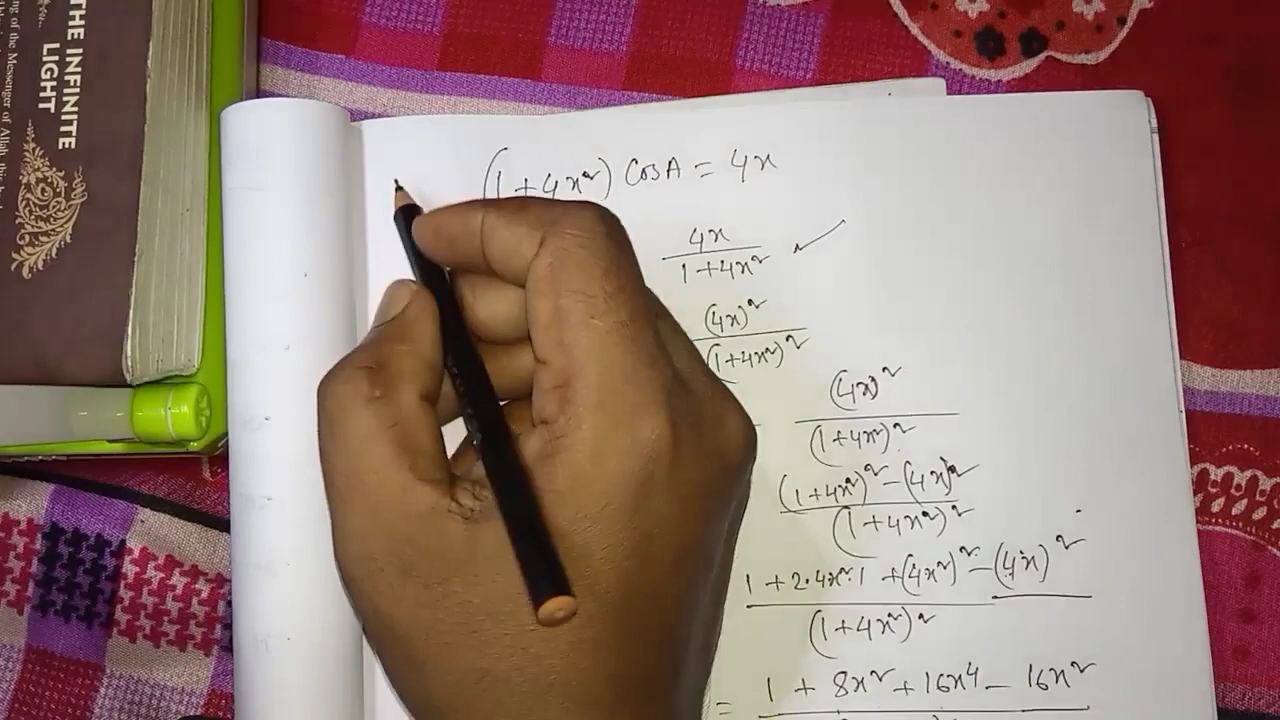 THE INFINITE
LIGHT
ng of the Messenger of Allah, this b
(1+4x²) CosA = 4x
4x
1+4x²
(4x)²
(1+4x²)²
(4x)²
(1+4x²)²
(1+4x²)² - (4x)²
(1+4x²)²
1 + 2·4x²·1 + (4x²)² - (4x)²
(1+4x²)²
= 1 + 8x² + 16x⁴ - 16x²